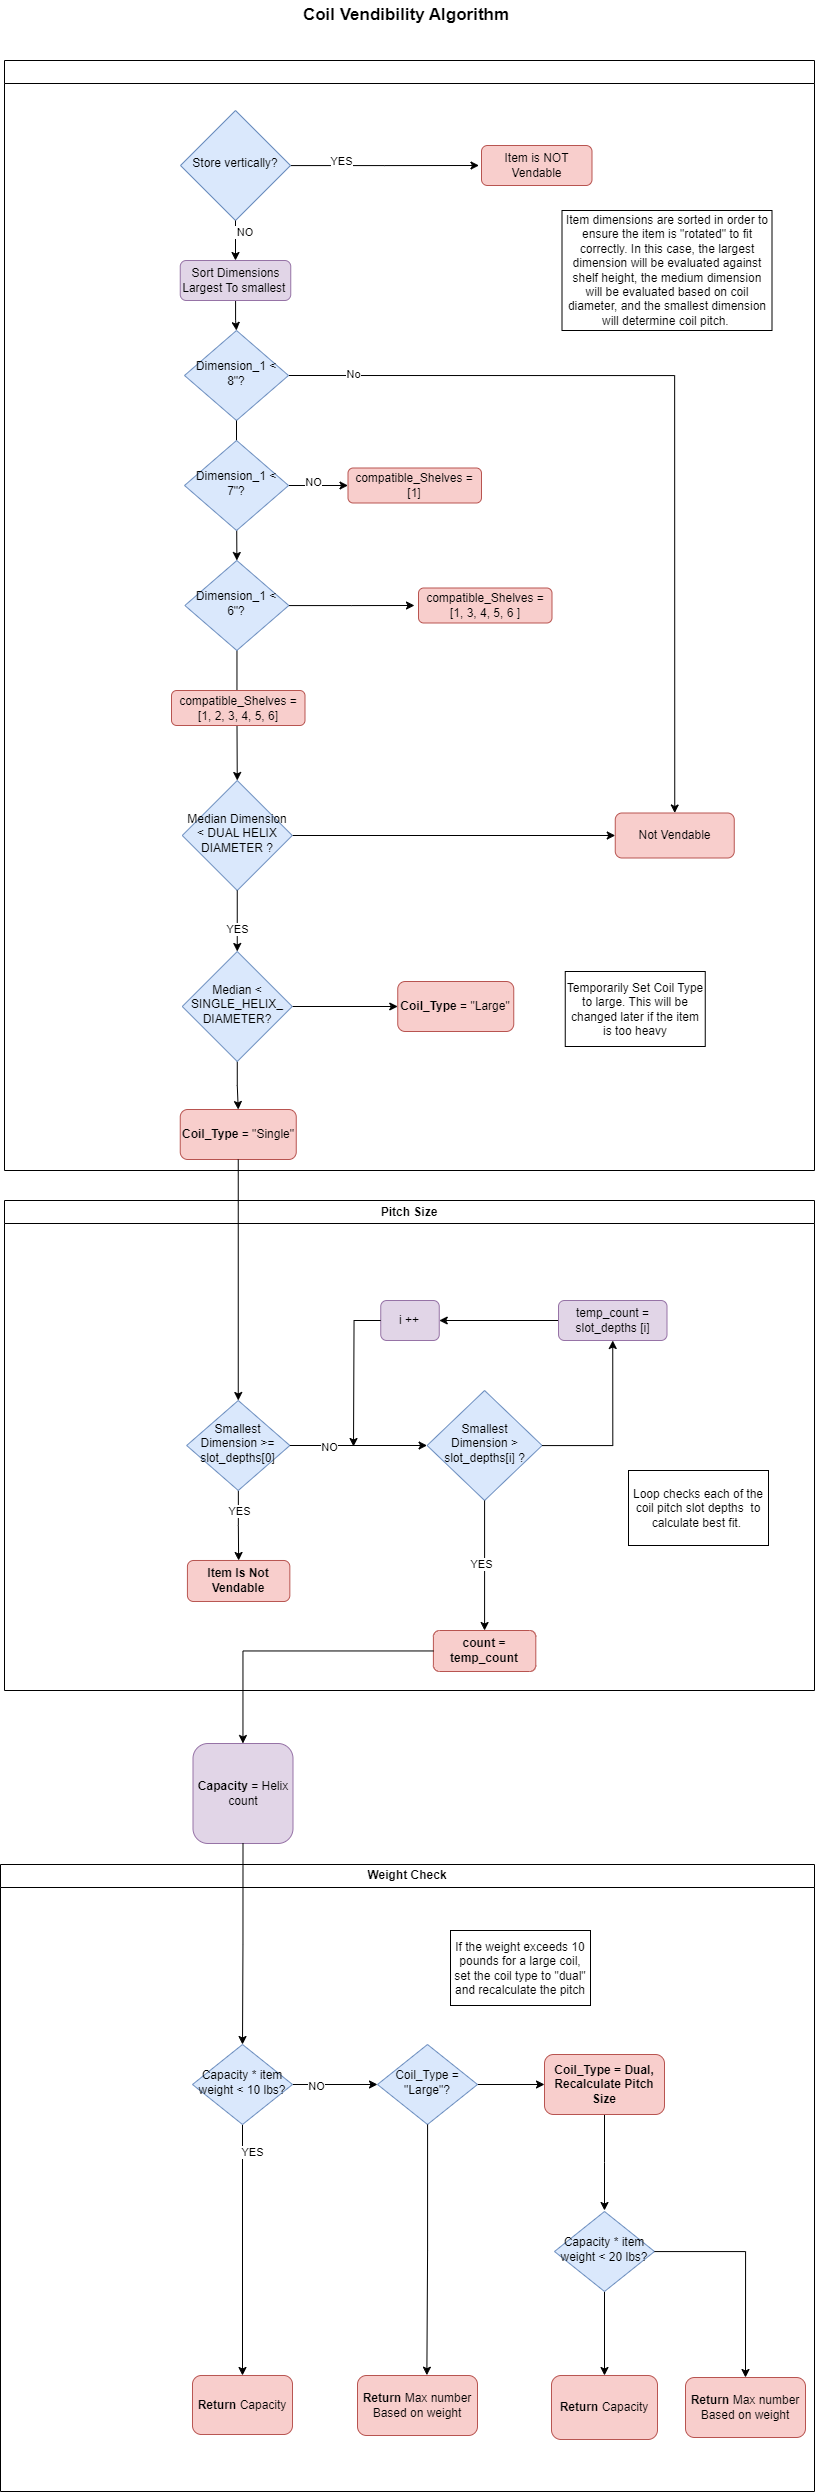 Coil Vendibility Algorithm
Store vertically?
YES
Item is NOT
Vendable
NO
Item dimensions are sorted in order to
ensure the item is "rotated" to fit
correctly. In this case, the largest
dimension will be evaluated against
shelf height, the medium dimension
will be evaluated based on coil
diameter, and the smallest dimension
will determine coil pitch.
Sort Dimensions
Largest To smallest
Dimension_1 <
8"?
No
Dimension_1 <
7"?
NO
compatible_Shelves =
[1]
Dimension_1 <
6"?
compatible_Shelves =
[1, 3, 4, 5, 6 ]
compatible_Shelves =
[1, 2, 3, 4, 5, 6]
Median Dimension
< DUAL HELIX
DIAMETER ?
Not Vendable
YES
Median <
SINGLE_HELIX_
DIAMETER?
Coil_Type = "Large"
Temporarily Set Coil Type
to large. This will be
changed later if the item
is too heavy
Coil_Type = "Single"
Pitch Size
i ++
temp_count =
slot_depths [i]
Smallest
Dimension >=
slot_depths[0]
NO
Smallest
Dimension >
slot_depths[i] ?
Loop checks each of the
coil pitch slot depths to
calculate best fit.
YES
Item Is Not
Vendable
YES
count =
temp_count
Capacity = Helix
count
Weight Check
If the weight exceeds 10
pounds for a large coil,
set the coil type to "dual"
and recalculate the pitch
Capacity * item
weight < 10 lbs?
NO
Coil_Type =
"Large"?
Coil_Type = Dual,
Recalculate Pitch
Size
YES
Capacity * item
weight < 20 lbs?
Return Capacity
Return Max number
Based on weight
Return Capacity
Return Max number
Based on weight